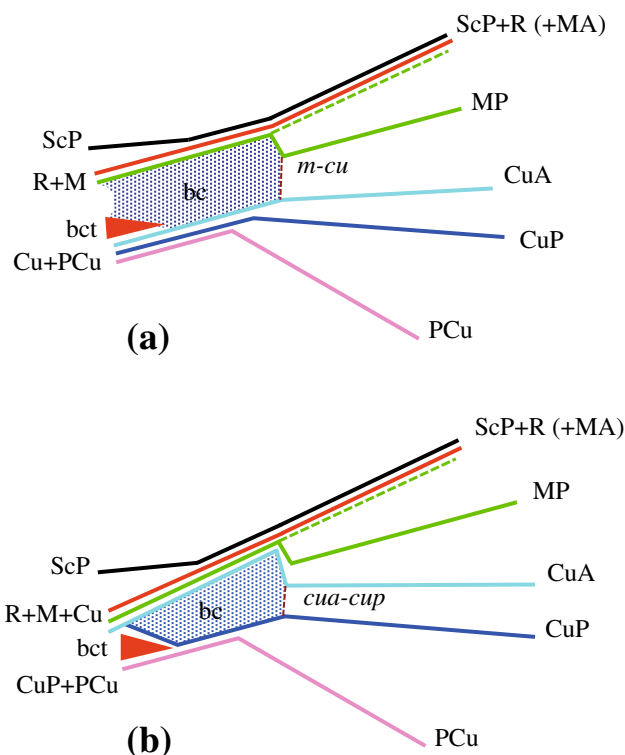 ScP+R (+MA)
MP
ScP
m-cu
R+M
bc
CuA
bct
CuP
Cu+PCu
PCu
(a)
ScP+R (+MA)
MP
ScP
CuA
cua-cup
R+M+Cu
bc
CuP
bct
CuP+PCu
PCu
(b)